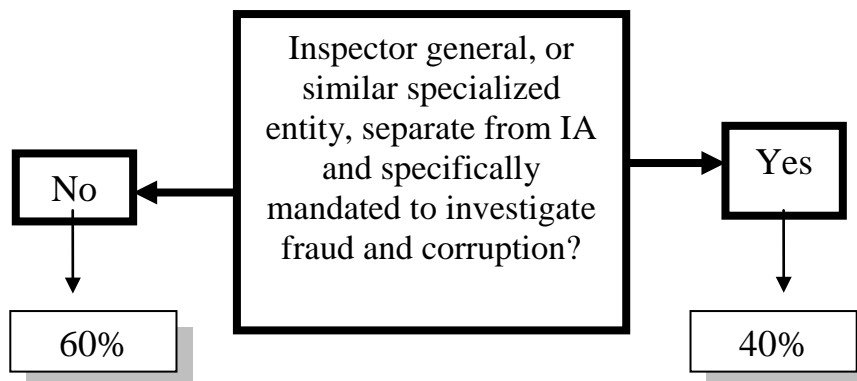 Inspector general, or
similar specialized
entity, separate from IA
and specifically
mandated to investigate
fraud and corruption?
No
Yes
60%
40%